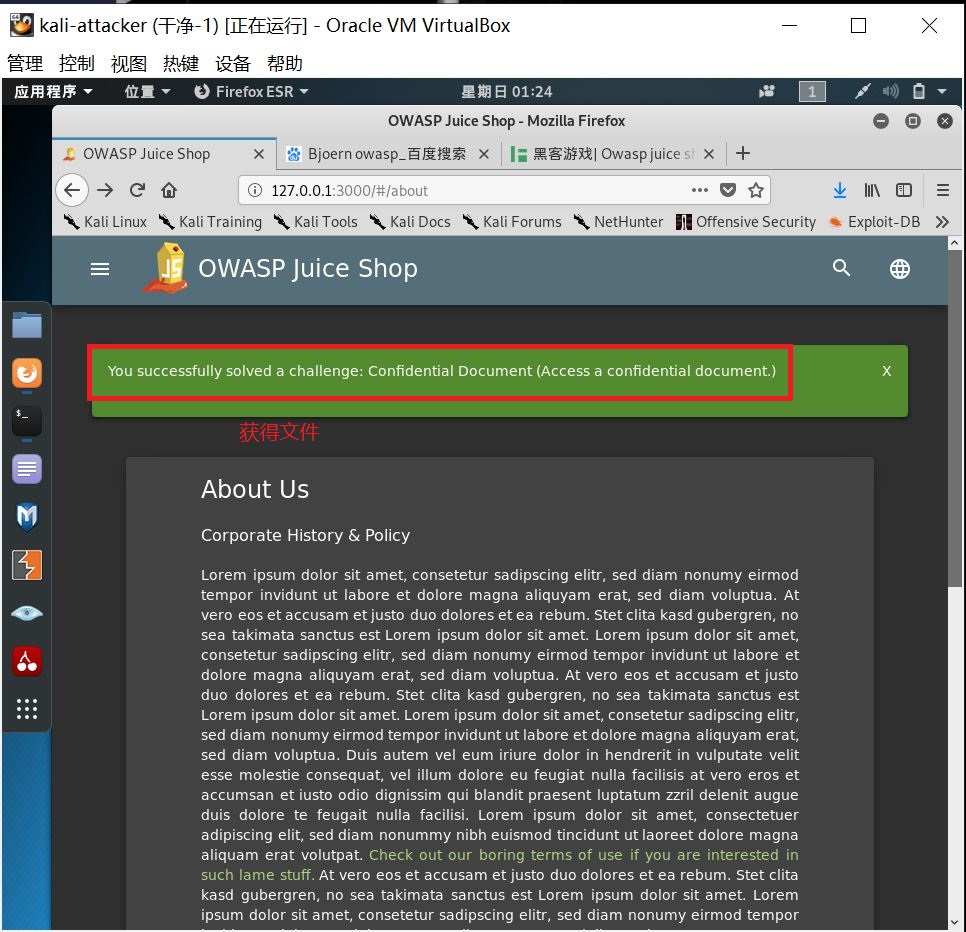 kali-attacker (干净-1) [正在运行] - Oracle VM VirtualBox
管理 控制 视图 热键 设备 帮助
应用程序 位置 Firefox ESR 星期日 01:24 1
OWASP Juice Shop - Mozilla Firefox
OWASP Juice Shop Bjoern owasp_百度搜索 黑客游戏| Owasp juice sh
127.0.0.1:3000/#/about
Kali Linux Kali Training Kali Tools Kali Docs Kali Forums NetHunter Offensive Security Exploit-DB
JS OWASP Juice Shop
You successfully solved a challenge: Confidential Document (Access a confidential document.) X
获得文件
About Us
Corporate History & Policy
Lorem ipsum dolor sit amet, consetetur sadipscing elitr, sed diam nonumy eirmod
tempor invidunt ut labore et dolore magna aliquyam erat, sed diam voluptua. At
vero eos et accusam et justo duo dolores et ea rebum. Stet clita kasd gubergren, no
sea takimata sanctus est Lorem ipsum dolor sit amet. Lorem ipsum dolor sit amet,
consetetur sadipscing elitr, sed diam nonumy eirmod tempor invidunt ut labore et
dolore magna aliquyam erat, sed diam voluptua. At vero eos et accusam et justo
duo dolores et ea rebum. Stet clita kasd gubergren, no sea takimata sanctus est
Lorem ipsum dolor sit amet. Lorem ipsum dolor sit amet, consetetur sadipscing elitr,
sed diam nonumy eirmod tempor invidunt ut labore et dolore magna aliquyam erat,
sed diam voluptua. Duis autem vel eum iriure dolor in hendrerit in vulputate velit
esse molestie consequat, vel illum dolore eu feugiat nulla facilisis at vero eros et
accumsan et iusto odio dignissim qui blandit praesent luptatum zzril delenit augue
duis dolore te feugait nulla facilisi. Lorem ipsum dolor sit amet, consectetuer
adipiscing elit, sed diam nonummy nibh euismod tincidunt ut laoreet dolore magna
aliquam erat volutpat. Check out our boring terms of use if you are interested in
such lame stuff. At vero eos et accusam et justo duo dolores et ea rebum. Stet clita
kasd gubergren, no sea takimata sanctus est Lorem ipsum dolor sit amet. Lorem
ipsum dolor sit amet, consetetur sadipscing elitr, sed diam nonumy eirmod tempor